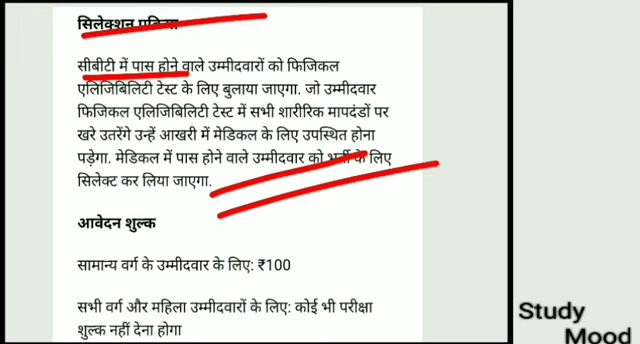 सिलेक्शन प्रक्रिया
सीबीटी में पास होने वाले उम्मीदवारों को फिजिकल
एलिजिबिलिटी टेस्ट के लिए बुलाया जाएगा. जो उम्मीदवार
फिजिकल एलिजिबिलिटी टेस्ट में सभी शारीरिक मापदंडों पर
खरे उतरेंगे उन्हें आखरी में मेडिकल के लिए उपस्थित होना
पड़ेगा. मेडिकल में पास होने वाले उम्मीदवार को भर्ती के लिए
सिलेक्ट कर लिया जाएगा.
आवेदन शुल्क
सामान्य वर्ग के उम्मीदवार के लिए: ₹100
सभी वर्ग और महिला उम्मीदवारों के लिए: कोई भी परीक्षा
शुल्क नहीं देना होगा
Study
Mood